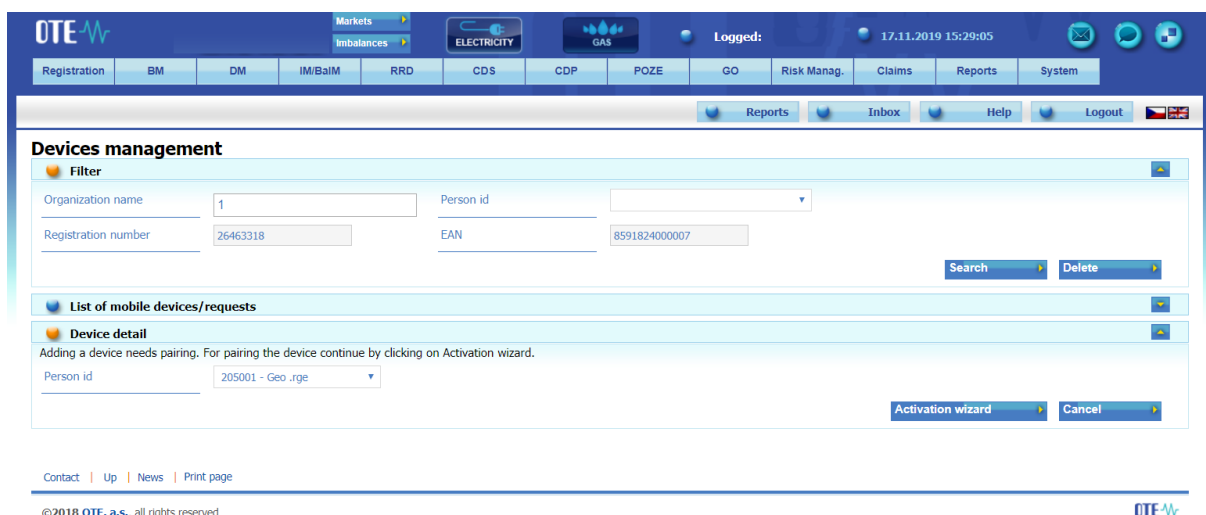 OTE
Markets
Imbalances
ELECTRICITY
GAS
Logged:
17.11.2019 15:29:05
Registration BM DM IM/BalM RRD CDS CDP POZE GO Risk Manag. Claims Reports System
Reports Inbox Help Logout
Devices management
Filter
Organization name 1 Person id
Registration number 26463318 EAN 8591824000007
Search Delete
List of mobile devices/requests
Device detail
Adding a device needs pairing. For pairing the device continue by clicking on Activation wizard.
Person id 205001 - Geo .rge
Activation wizard Cancel
Contact | Up | News | Print page
©2018 OTE, a.s. all rights reserved
OTE